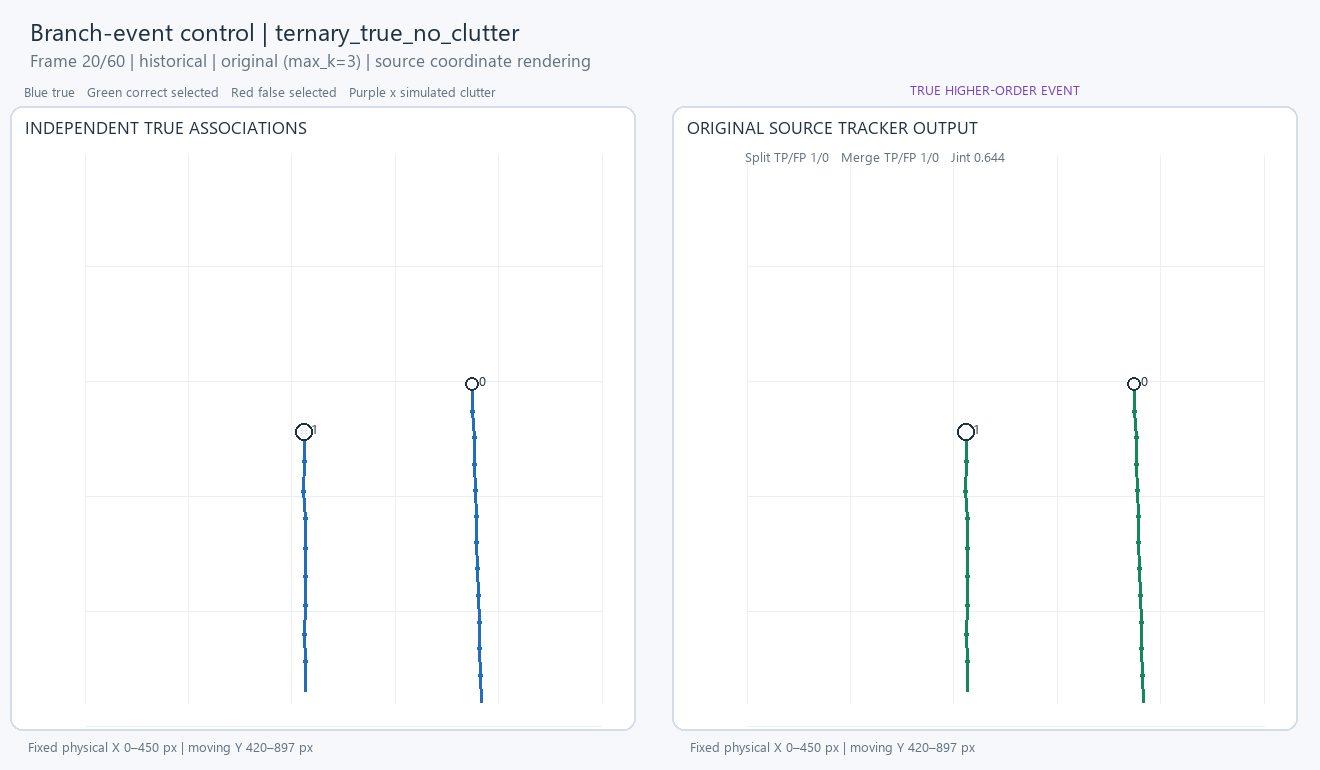 Branch-event control | ternary_true_no_clutter
Frame 20/60 | historical | original (max_k=3) | source coordinate rendering
Blue true Green correct selected Red false selected Purple x simulated clutter
TRUE HIGHER-ORDER EVENT
INDEPENDENT TRUE ASSOCIATIONS
0
1
Fixed physical X 0–450 px | moving Y 420–897 px
ORIGINAL SOURCE TRACKER OUTPUT
Split TP/FP 1/0 Merge TP/FP 1/0 Jint 0.644
0
1
Fixed physical X 0–450 px | moving Y 420–897 px